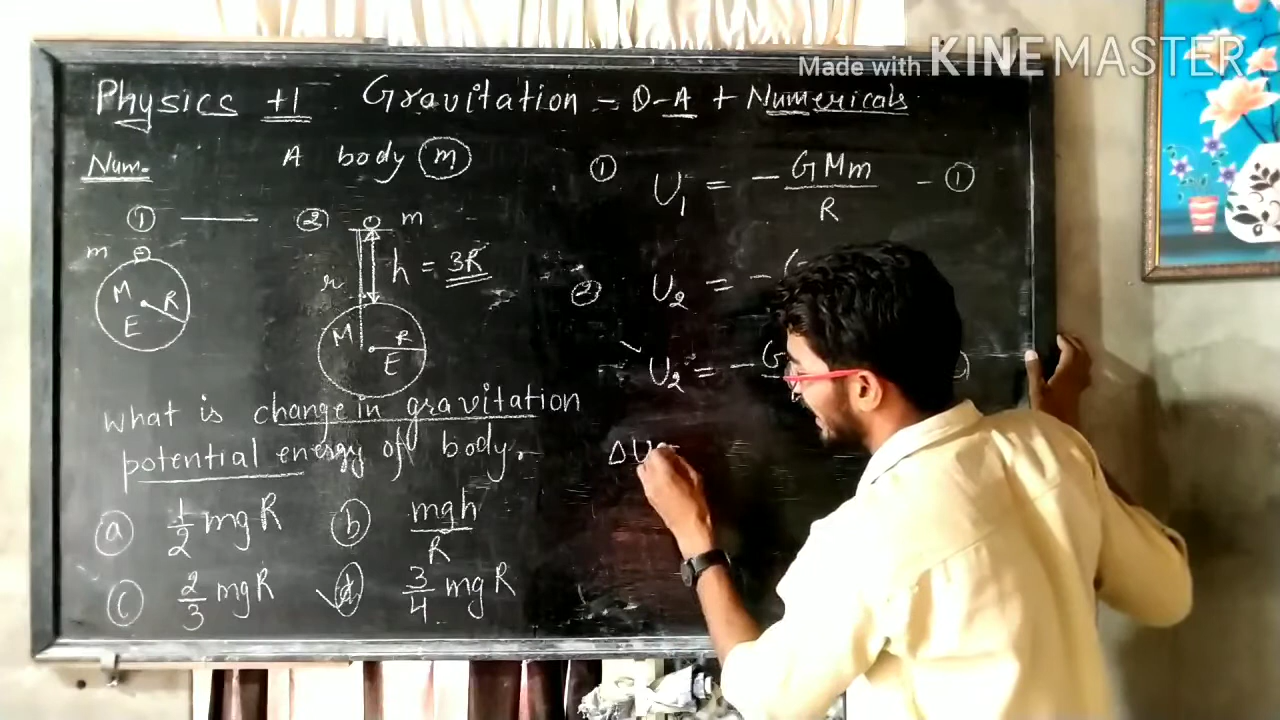 Made with KINEMASTER
Physics +1 Gravitation - Q-A + Numericals
Num. A body m
① ② m
m
M R
E
r h = 3R
M R
E
What is change in gravitation
potential energy of body.
ⓐ 1/2 mgR ⓑ mgh/R
ⓒ 2/3 mgR ⓓ 3/4 mgR
① U₁ = - GMm/R - ①
② U₂ = - G
U₂ = - G
ΔU =